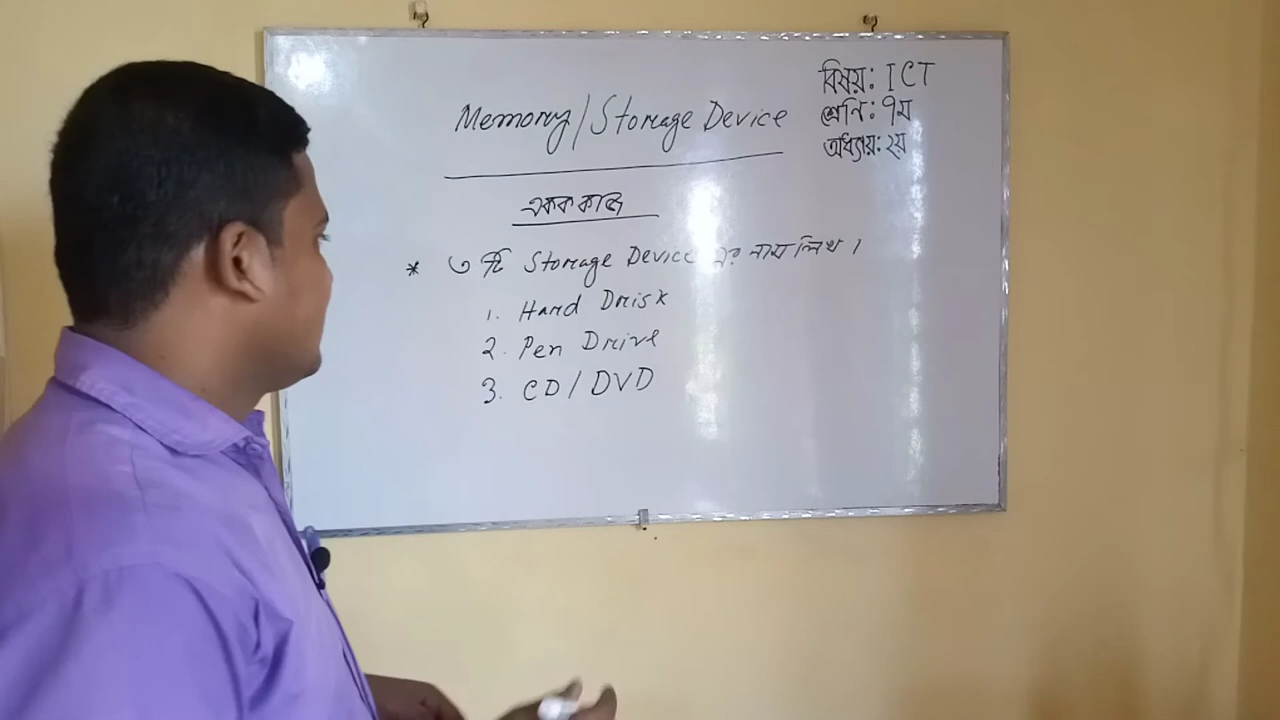 Memory/Storage Device
বিষয়: ICT
শ্রেণি: ৭ম
অধ্যায়: ২য়
একক কাজ
* ৩ টি Storage Device এর নাম লিখ।
1. Hard Drisk
2. Pen Drive
3. CD/DVD